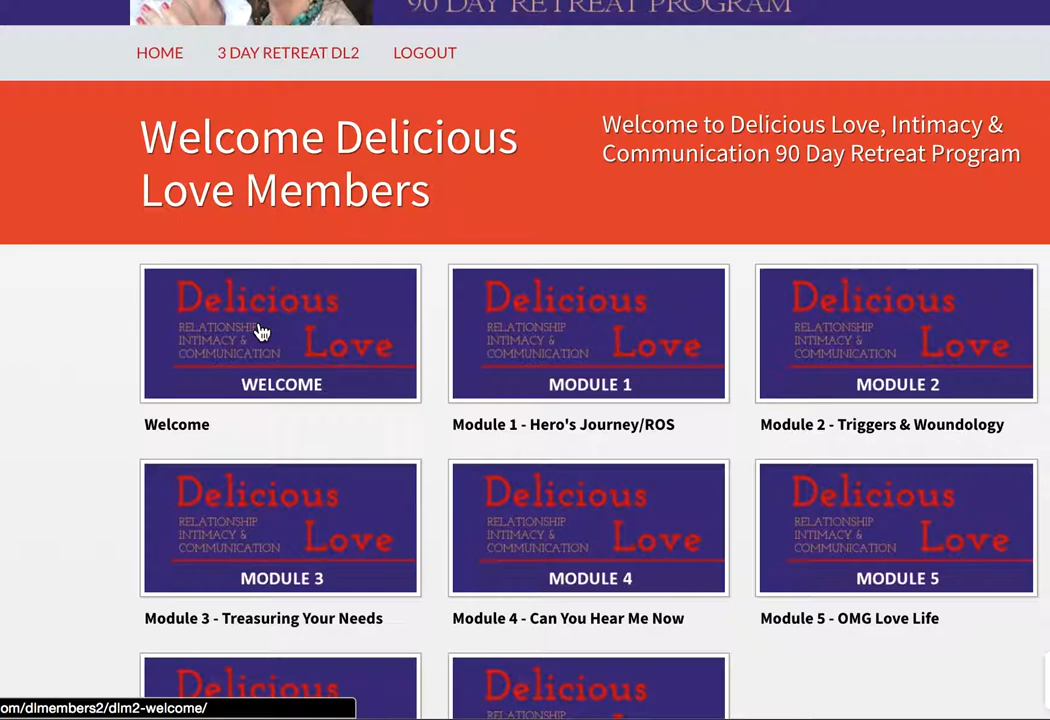 90 DAY RETREAT PROGRAM
HOME 3 DAY RETREAT DL2 LOGOUT
Welcome Delicious
Love Members
Welcome to Delicious Love, Intimacy &
Communication 90 Day Retreat Program
Delicious
RELATIONSHIP
INTIMACY &
COMMUNICATION
Love
WELCOME
Welcome
Delicious
RELATIONSHIP
INTIMACY &
COMMUNICATION
Love
MODULE 1
Module 1 - Hero's Journey/ROS
Delicious
RELATIONSHIP
INTIMACY &
COMMUNICATION
Love
MODULE 2
Module 2 - Triggers & Woundology
Delicious
RELATIONSHIP
INTIMACY &
COMMUNICATION
Love
MODULE 3
Module 3 - Treasuring Your Needs
Delicious
RELATIONSHIP
INTIMACY &
COMMUNICATION
Love
MODULE 4
Module 4 - Can You Hear Me Now
Delicious
RELATIONSHIP
INTIMACY &
COMMUNICATION
Love
MODULE 5
Module 5 - OMG Love Life
Delicious
Delicious
RELATIONSHIP
om/dlmembers2/dlm2-welcome/